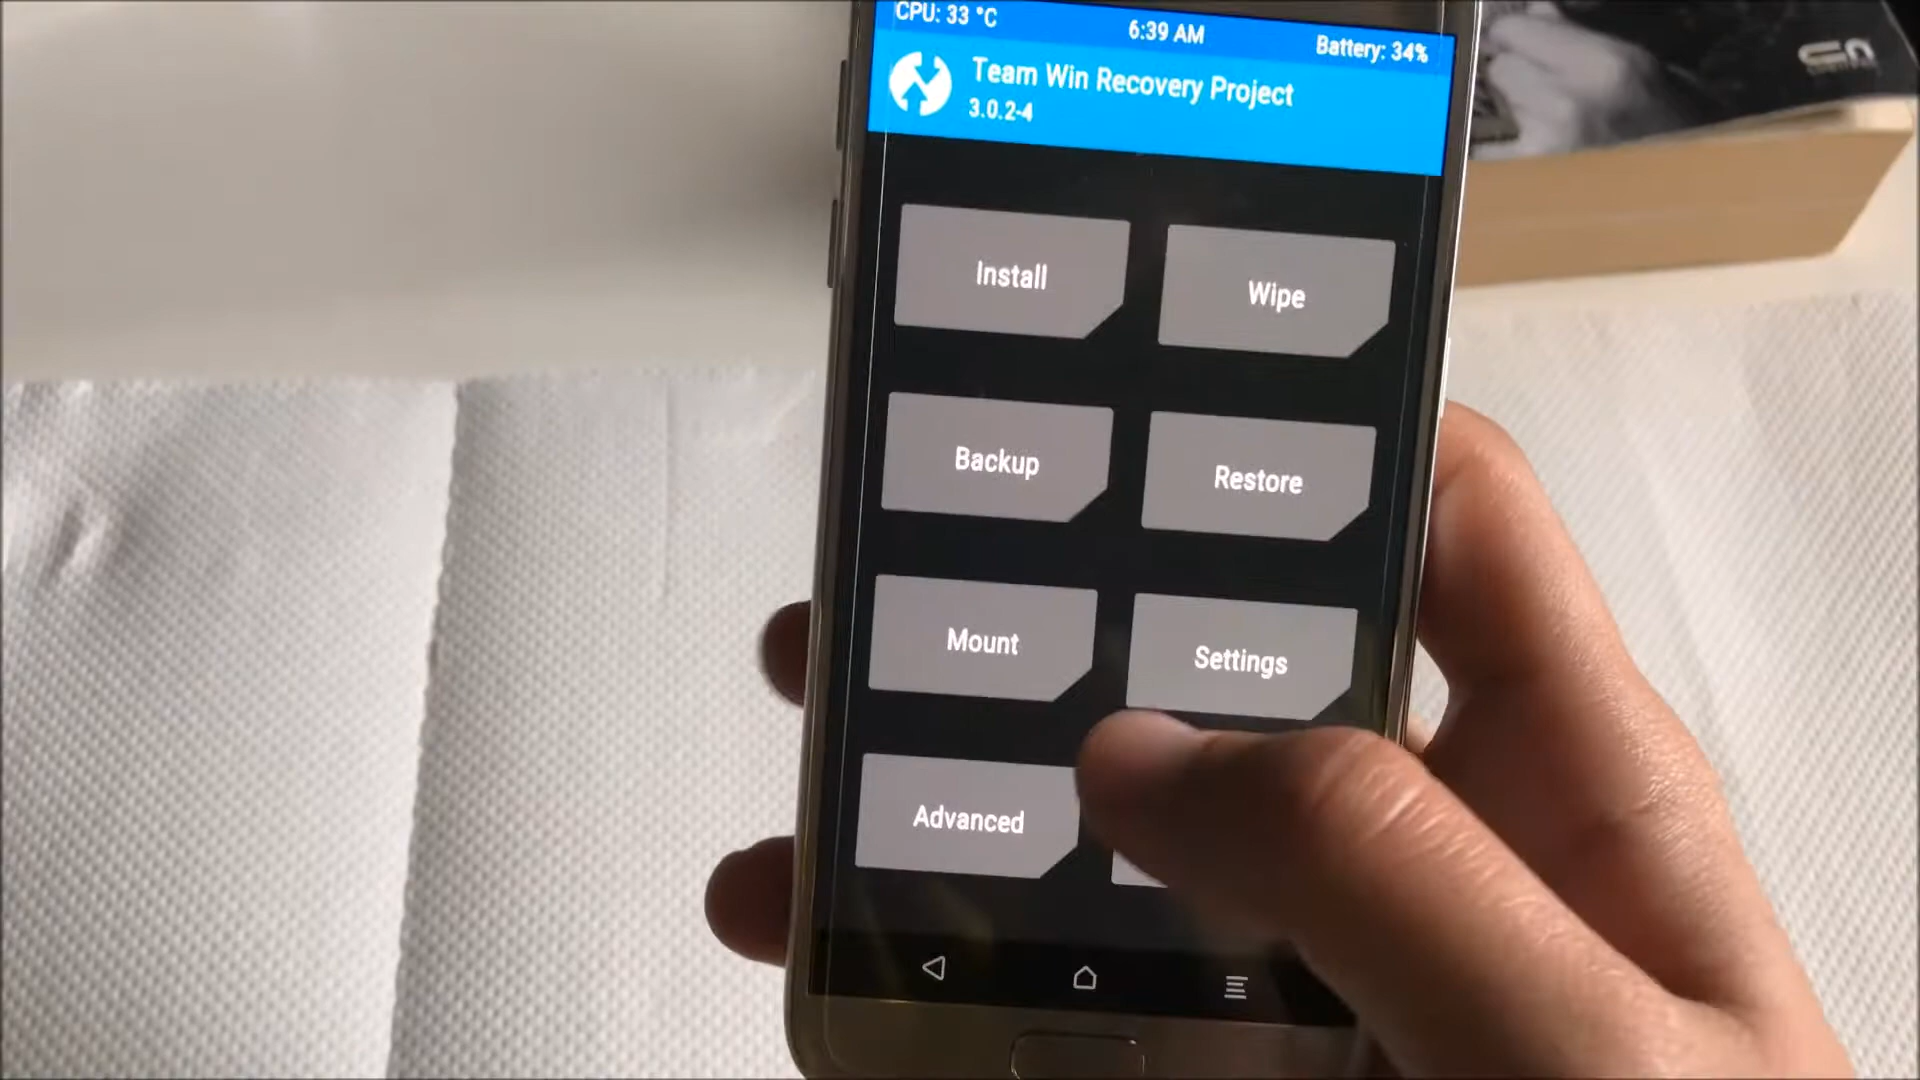 CPU: 33 °C
6:39 AM
Battery: 34%
Team Win Recovery Project
3.0.2-4
Install
Wipe
Backup
Restore
Mount
Settings
Advanced